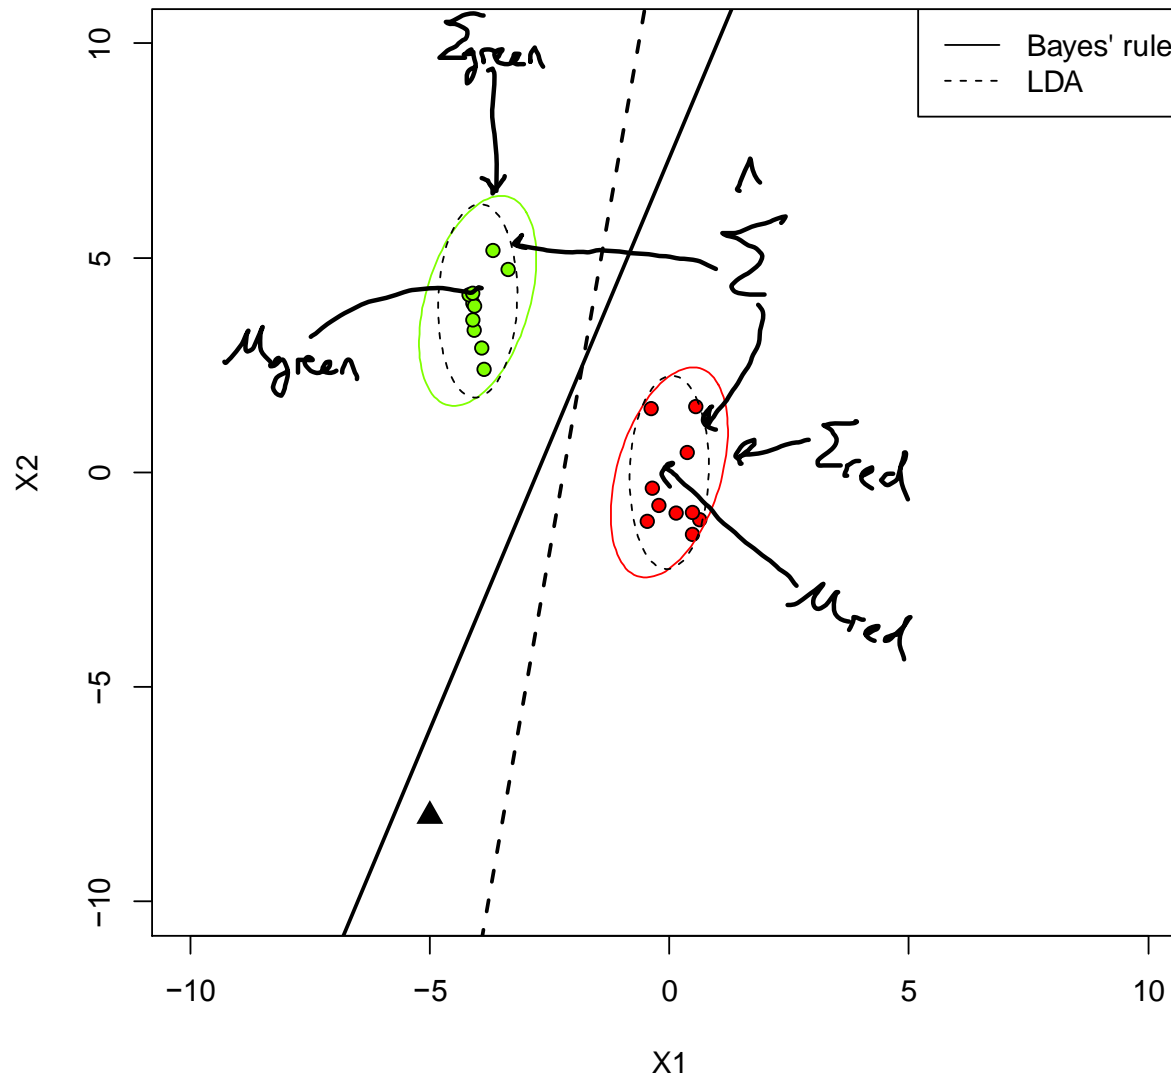 10
5
0
−5
−10
X2
−10
−5
0
5
10
X1
Bayes' rule
LDA
Σgreen
Σ̂
μgreen
Σred
μred